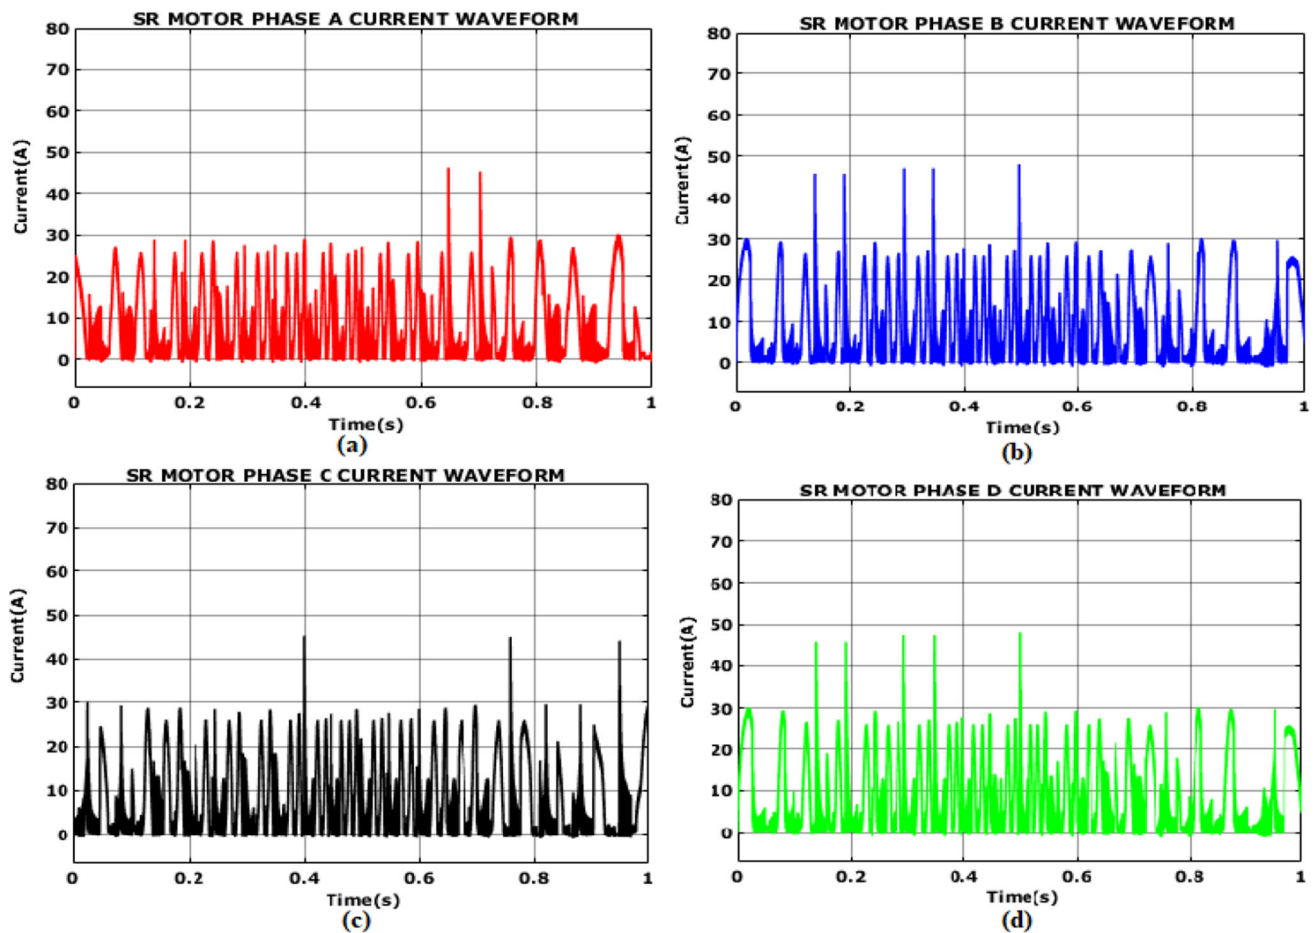 SR MOTOR PHASE A CURRENT WAVEFORM
80
70
60
50
40
30
20
10
0
Current(A)
0 0.2 0.4 0.6 0.8 1
Time(s)
(a)
SR MOTOR PHASE B CURRENT WAVEFORM
80
70
60
50
40
30
20
10
0
Current(A)
0 0.2 0.4 0.6 0.8 1
Time(s)
(b)
SR MOTOR PHASE C CURRENT WAVEFORM
80
70
60
50
40
30
20
10
0
Current(A)
0 0.2 0.4 0.6 0.8 1
Time(s)
(c)
SR MOTOR PHASE D CURRENT WAVEFORM
80
70
60
50
40
30
20
10
0
Current(A)
0 0.2 0.4 0.6 0.8 1
Time(s)
(d)